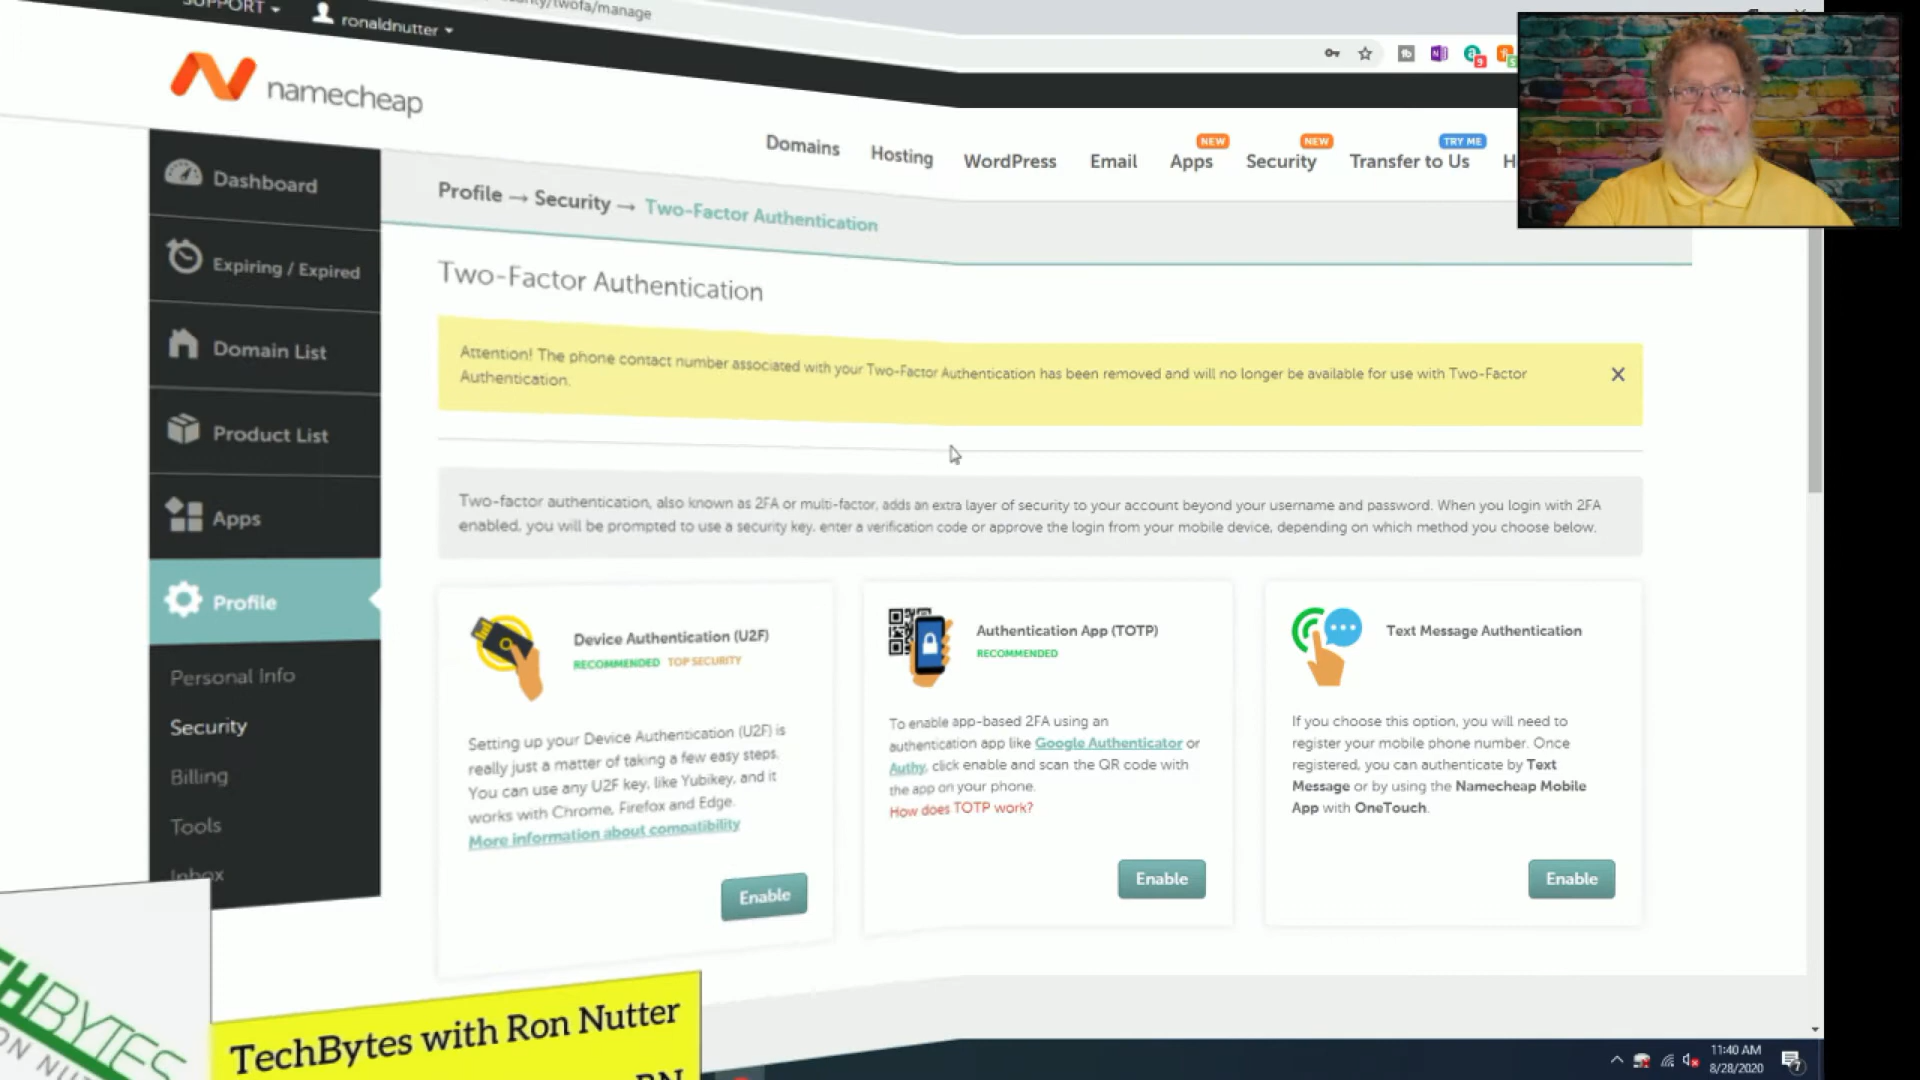 /twofa/manage
SUPPORT
ronaldnutter
namecheap
Domains
Hosting
WordPress
Email
NEW
Apps
NEW
Security
TRY ME
Transfer to Us
H
9
Dashboard
Expiring / Expired
Domain List
Product List
Apps
Profile
Personal Info
Security
Billing
Tools
Inbox
Profile → Security → Two-Factor Authentication
Two-Factor Authentication
Attention! The phone contact number associated with your Two-Factor Authentication has been removed and will no longer be available for use with Two-Factor
Authentication.
Two-factor authentication, also known as 2FA or multi-factor, adds an extra layer of security to your account beyond your username and password. When you login with 2FA
enabled, you will be prompted to use a security key, enter a verification code or approve the login from your mobile device, depending on which method you choose below.
Device Authentication (U2F)
RECOMMENDED TOP SECURITY
Setting up your Device Authentication (U2F) is
really just a matter of taking a few easy steps.
You can use any U2F key, like Yubikey, and it
works with Chrome, Firefox and Edge.
More information about compatibility
Enable
Authentication App (TOTP)
RECOMMENDED
To enable app-based 2FA using an
authentication app like Google Authenticator or
Authy, click enable and scan the QR code with
the app on your phone.
How does TOTP work?
Enable
Text Message Authentication
If you choose this option, you will need to
register your mobile phone number. Once
registered, you can authenticate by Text
Message or by using the Namecheap Mobile
App with OneTouch.
Enable
HBYTES
ON NU
TechBytes with Ron Nutter
RN
11:40 AM
8/28/2020